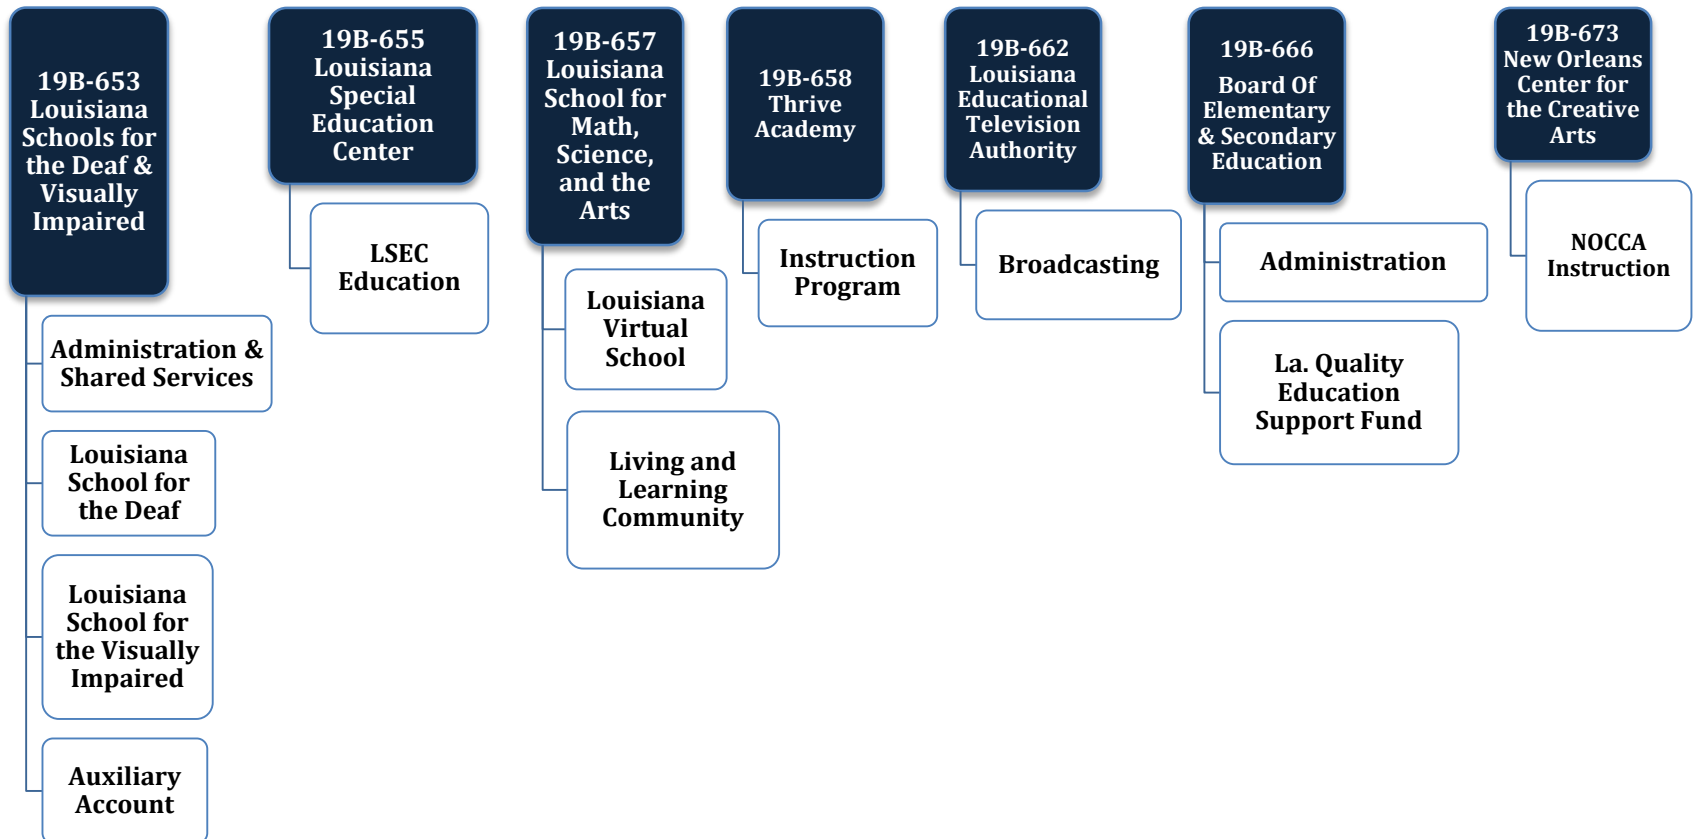 19B-653
Louisiana
Schools for
the Deaf &
Visually
Impaired
Administration &
Shared Services
Louisiana
School for
the Deaf
Louisiana
School for
the Visually
Impaired
Auxiliary
Account
19B-655
Louisiana
Special
Education
Center
LSEC
Education
19B-657
Louisiana
School for
Math,
Science,
and the
Arts
Louisiana
Virtual
School
Living and
Learning
Community
19B-658
Thrive
Academy
Instruction
Program
19B-662
Louisiana
Educational
Television
Authority
Broadcasting
19B-666
Board Of
Elementary
& Secondary
Education
Administration
La. Quality
Education
Support Fund
19B-673
New Orleans
Center for
the Creative
Arts
NOCCA
Instruction